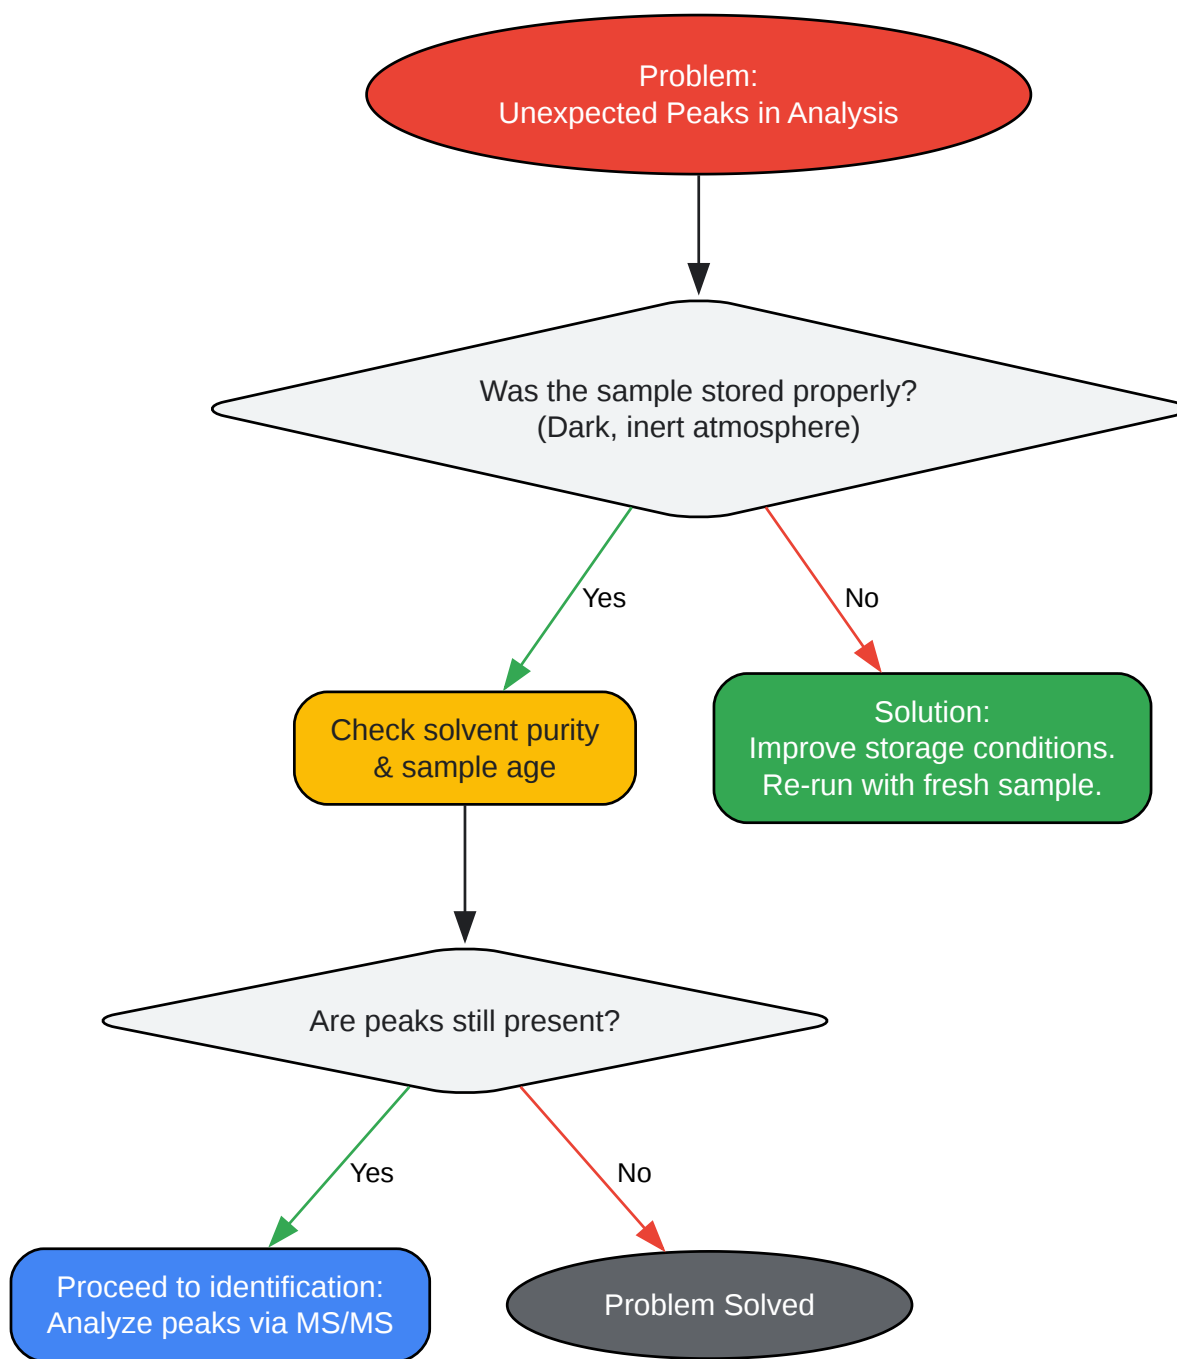 Problem:
Unexpected Peaks in Analysis
Was the sample stored properly?
(Dark, inert atmosphere)
Yes
No
Check solvent purity
& sample age
Solution:
Improve storage conditions.
Re-run with fresh sample.
Are peaks still present?
Yes
No
Proceed to identification:
Analyze peaks via MS/MS
Problem Solved